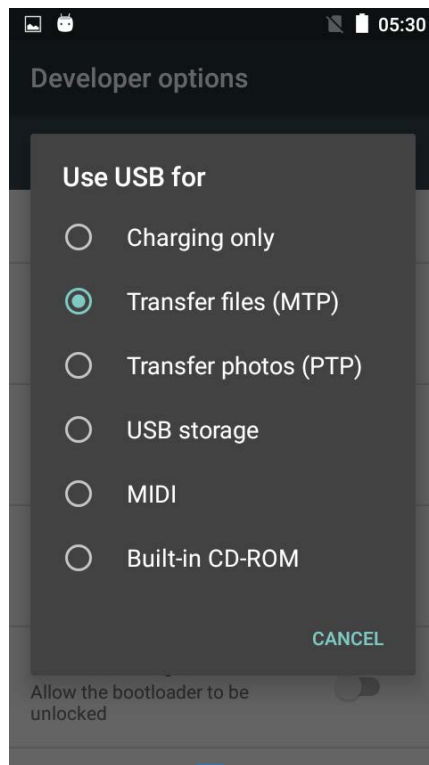 05:30
Developer options
Use USB for
Charging only
Transfer files (MTP)
Transfer photos (PTP)
USB storage
MIDI
Built-in CD-ROM
CANCEL
Allow the bootloader to be
unlocked